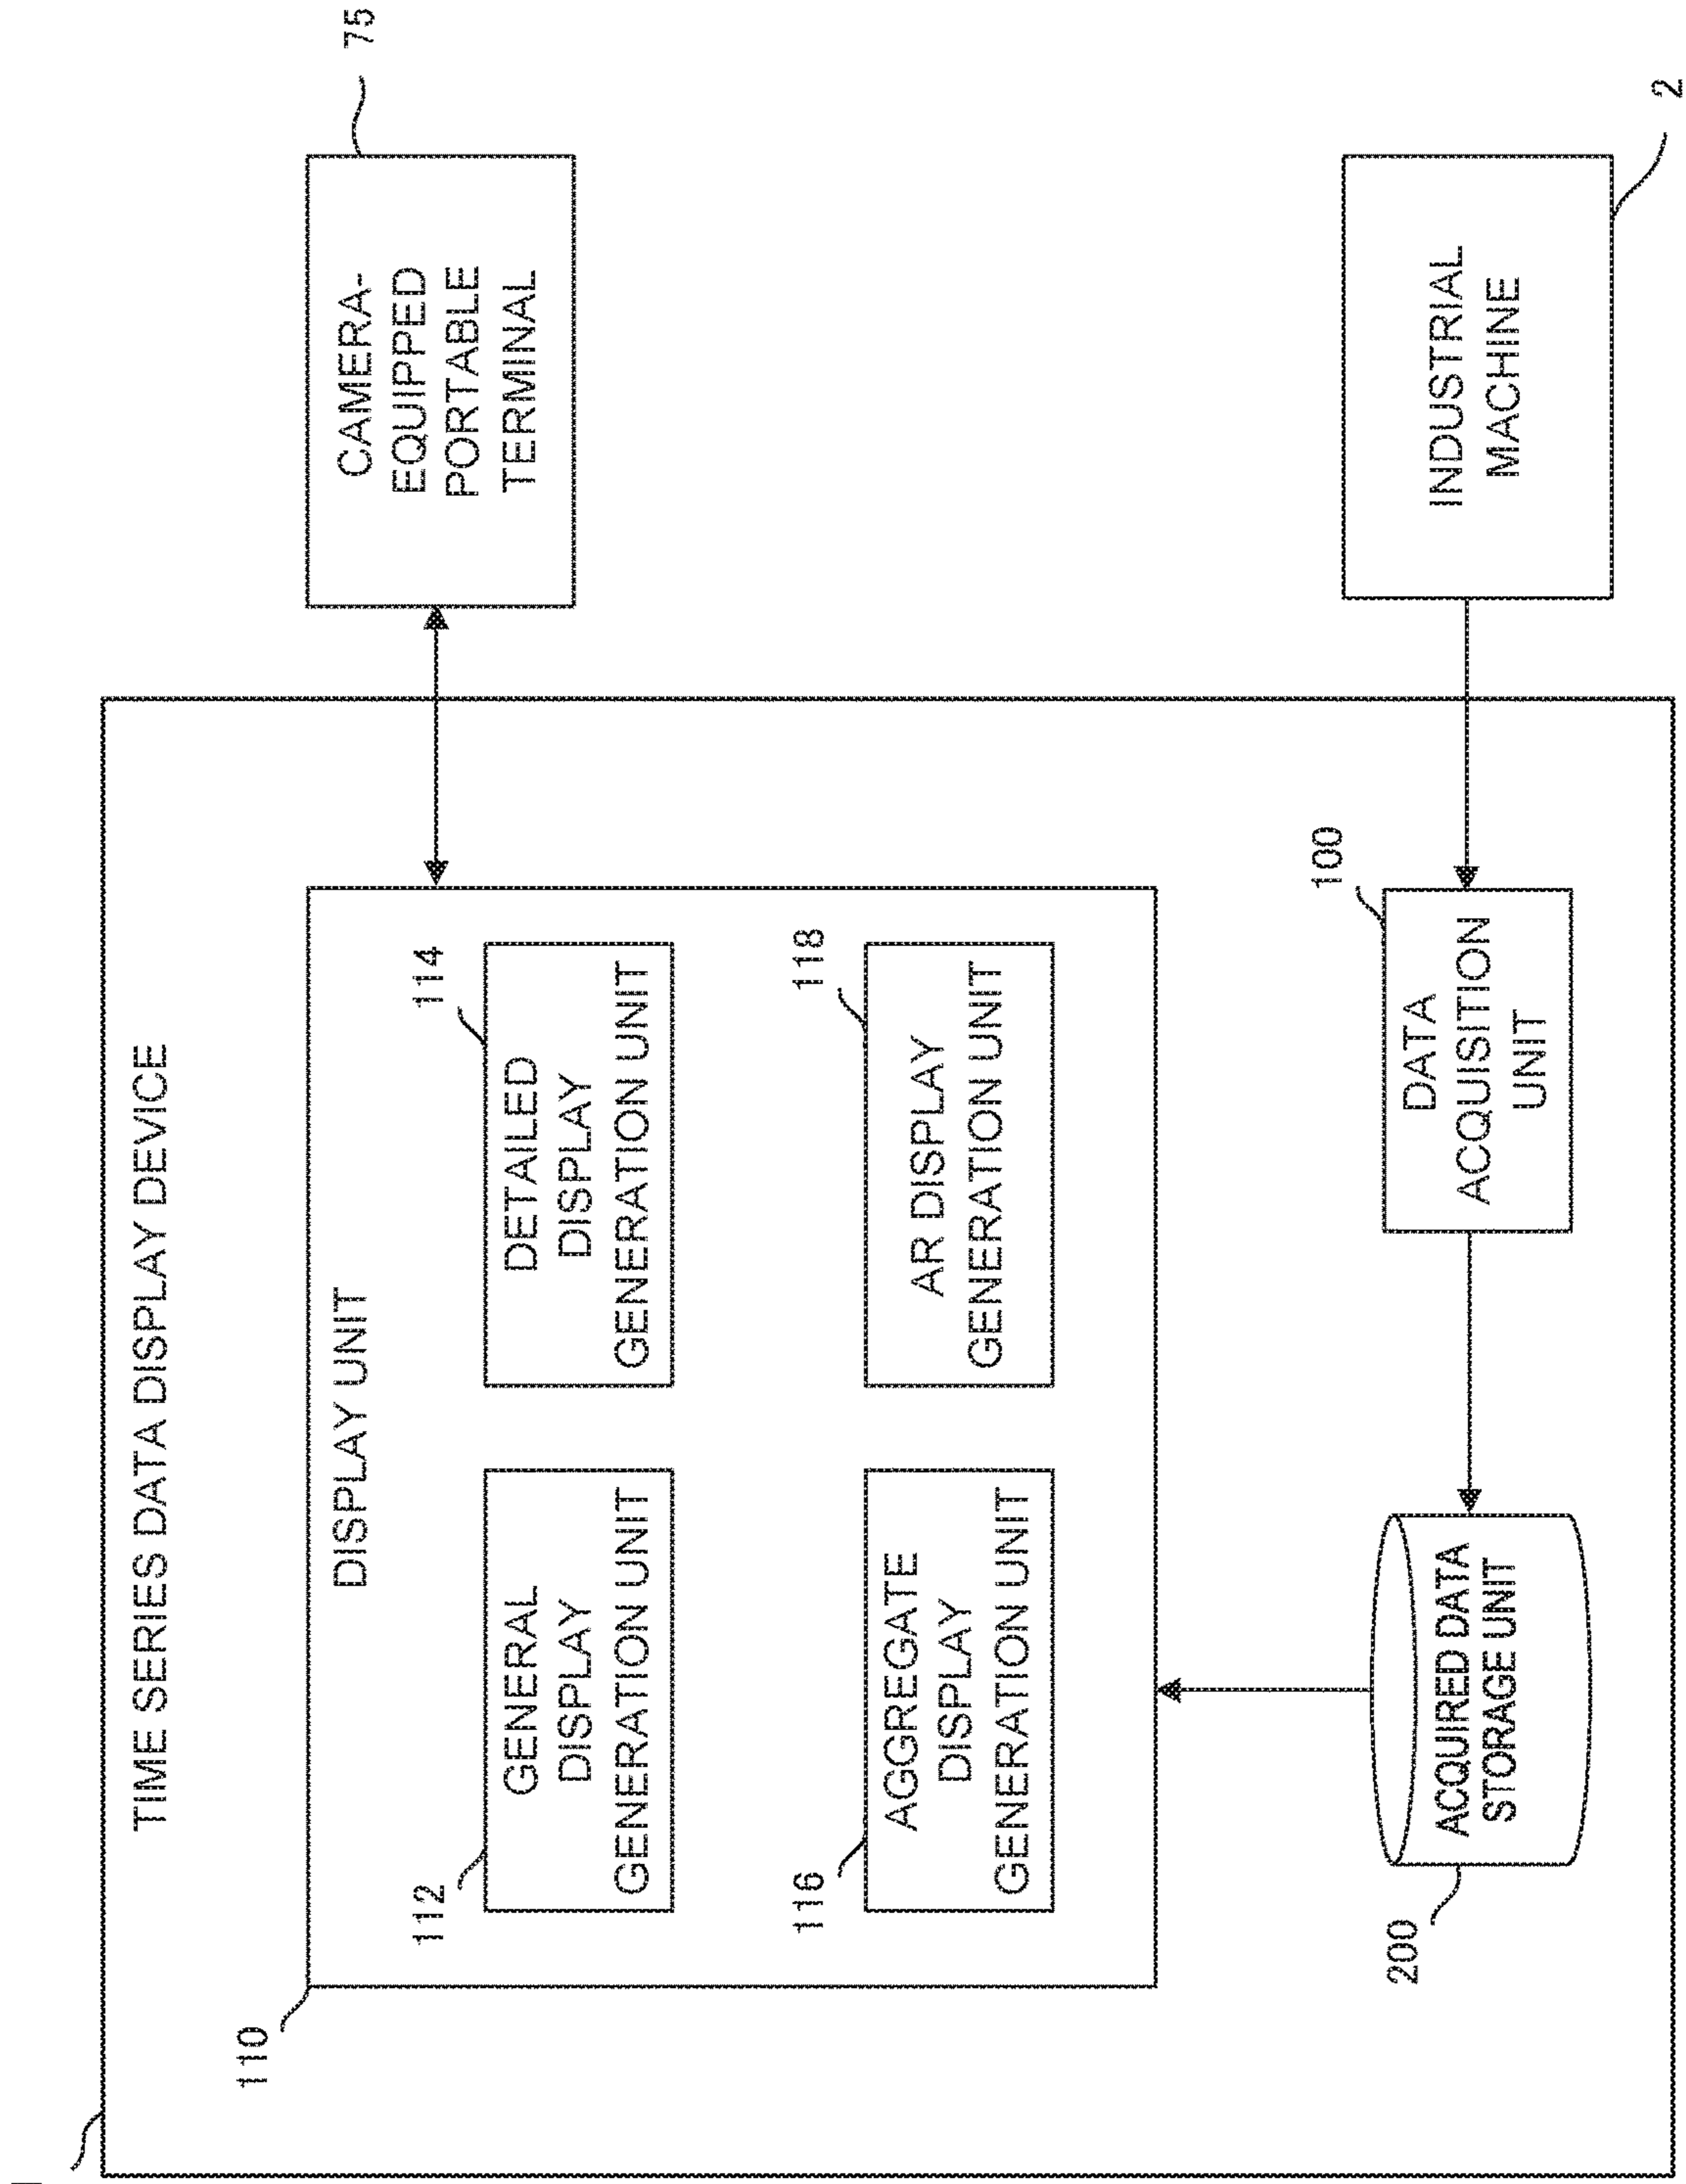 TIME SERIES DATA DISPLAY DEVICE
110
DISPLAY UNIT
112
GENERAL
DISPLAY
GENERATION UNIT
114
DETAILED
DISPLAY
GENERATION UNIT
116
AGGREGATE
DISPLAY
GENERATION UNIT
118
AR DISPLAY
GENERATION UNIT
75
CAMERA-
EQUIPPED
PORTABLE
TERMINAL
200
ACQUIRED DATA
STORAGE UNIT
100
DATA
ACQUISITION
UNIT
INDUSTRIAL
MACHINE
2